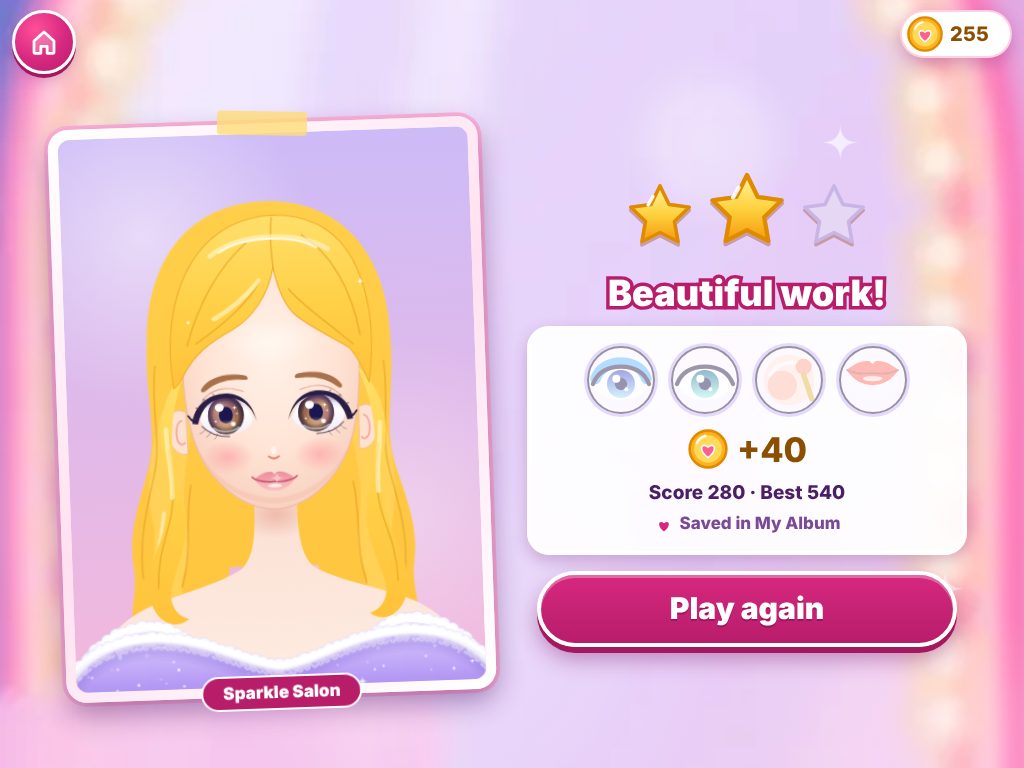 255
Beautiful work!
+40
Score 280 · Best 540
Saved in My Album
Play again
Sparkle Salon